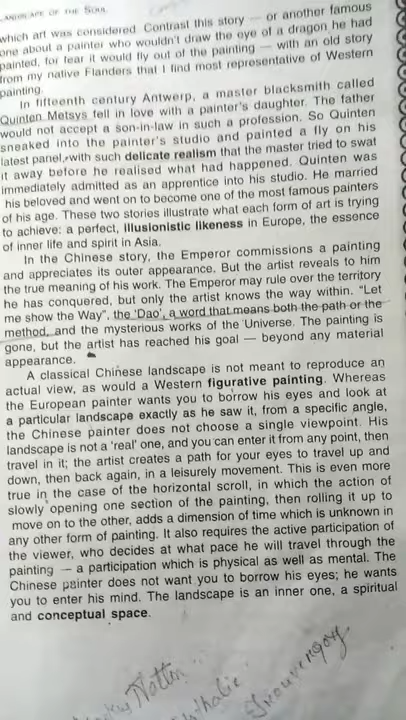 LANDSCAPE OF THE SOUL
which art was considered Contrast this story — or another famous
one about a painter who wouldn't draw the eye of a dragon he had
painted, for fear it would fly out of the painting — with an old story
from my native Flanders that I find most representative of Western
painting.
In fifteenth century Antwerp, a master blacksmith called
Quinten Metsys fell in love with a painter's daughter. The father
would not accept a son-in-law in such a profession. So Quinten
sneaked into the painter's studio and painted a fly on his
latest panel, with such delicate realism that the master tried to swat
it away before he realised what had happened. Quinten was
immediately admitted as an apprentice into his studio. He married
his beloved and went on to become one of the most famous painters
of his age. These two stories illustrate what each form of art is trying
to achieve: a perfect, illusionistic likeness in Europe, the essence
of inner life and spirit in Asia.
In the Chinese story, the Emperor commissions a painting
and appreciates its outer appearance. But the artist reveals to him
the true meaning of his work. The Emperor may rule over the territory
he has conquered, but only the artist knows the way within. "Let
me show the Way", the 'Dao', a word that means both the path or the
method, and the mysterious works of the Universe. The painting is
gone, but the artist has reached his goal — beyond any material
appearance.
A classical Chinese landscape is not meant to reproduce an
actual view, as would a Western figurative painting. Whereas
the European painter wants you to borrow his eyes and look at
a particular landscape exactly as he saw it, from a specific angle,
the Chinese painter does not choose a single viewpoint. His
landscape is not a 'real' one, and you can enter it from any point, then
travel in it; the artist creates a path for your eyes to travel up and
down, then back again, in a leisurely movement. This is even more
true in the case of the horizontal scroll, in which the action of
slowly opening one section of the painting, then rolling it up to
move on to the other, adds a dimension of time which is unknown in
any other form of painting. It also requires the active participation of
the viewer, who decides at what pace he will travel through the
painting — a participation which is physical as well as mental. The
Chinese painter does not want you to borrow his eyes; he wants
you to enter his mind. The landscape is an inner one, a spiritual
and conceptual space.